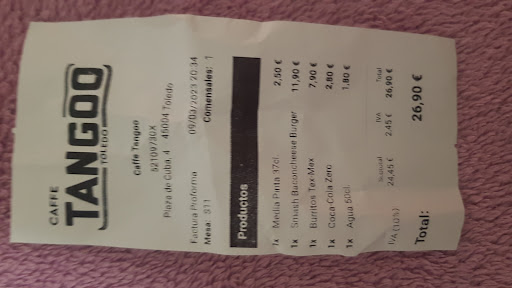 CAFFE
TANGOO
TOLEDO
Caffe Tangoo
52109730X
Plaza de Cuba, 4 45004 Toledo
Factura Proforma 09/03/2023 20:34
Mesa: S11 Comensales: 1
Productos
1x Media Pinta 37cl. 2,50 €
1x Smash Baconcheese Burger 11,90 €
1x Burritos Tex-Mex 7,90 €
1x Coca-Cola Zero 2,80 €
1x Agua 50cl. 1,80 €
Subtotal IVA Total
IVA (10%) 24,45 € 2,45 € 26,90 €
Total: 26,90 €